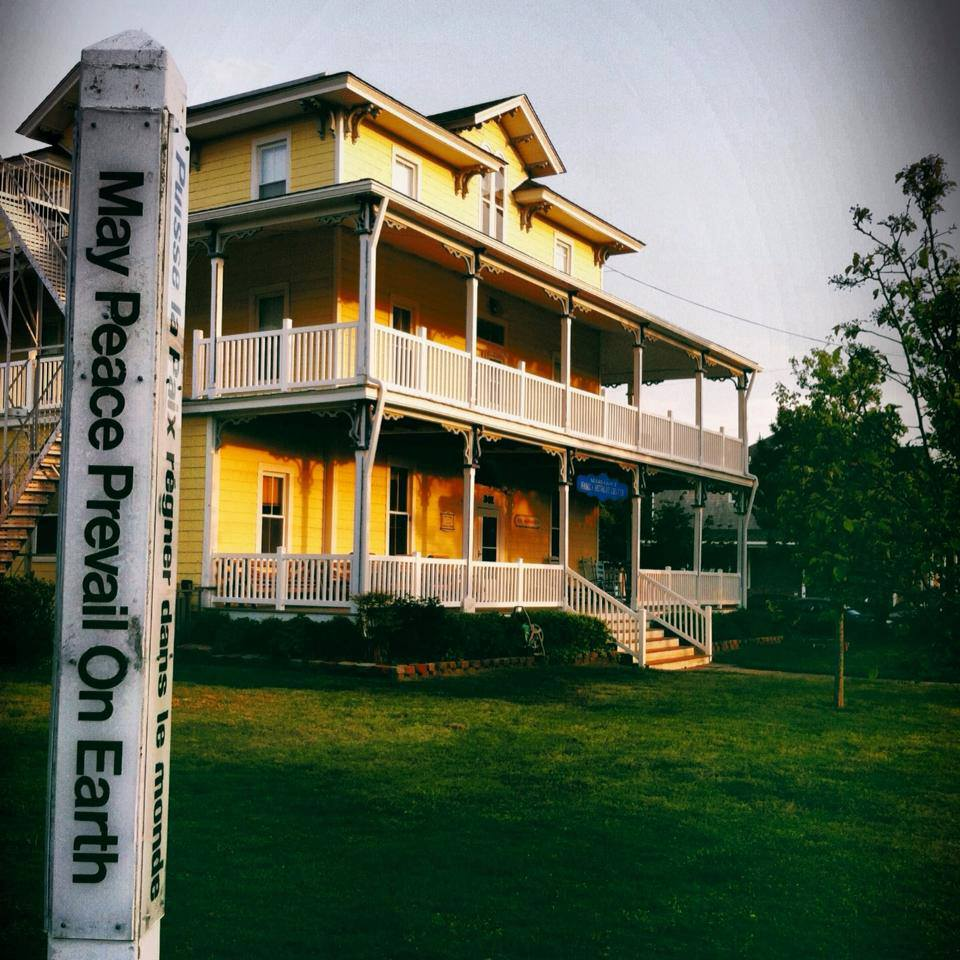 May Peace Prevail On Earth
Puisse la Paix régner dans le monde